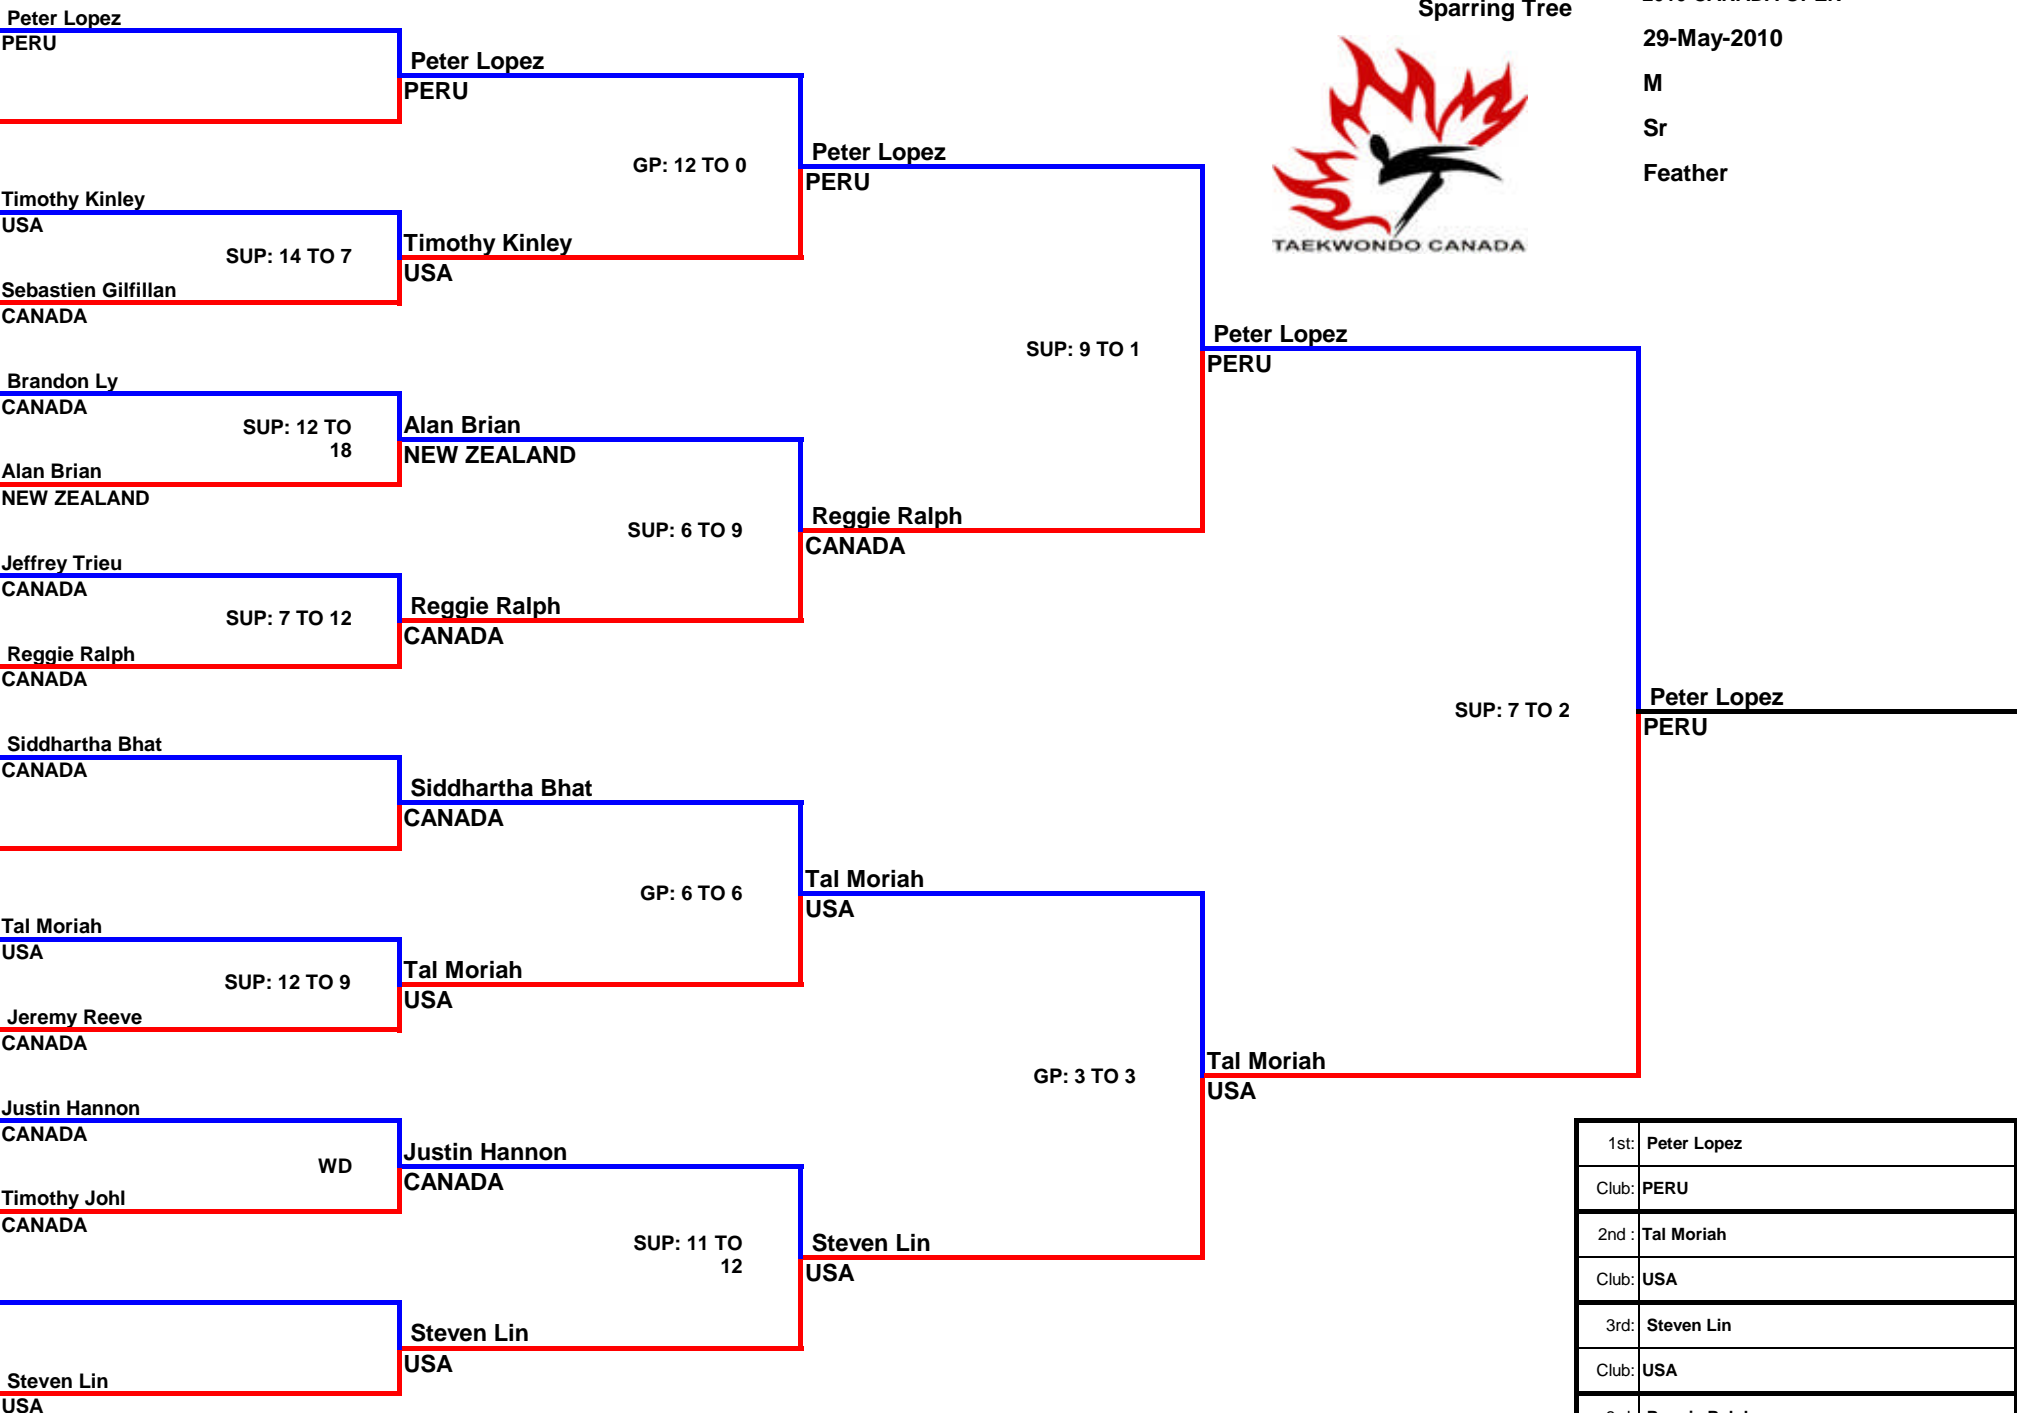 Peter Lopez
PERU
Timothy Kinley
USA
SUP: 14 TO 7
Sebastien Gilfillan
CANADA
Brandon Ly
CANADA
SUP: 12 TO
18
Alan Brian
NEW ZEALAND
Jeffrey Trieu
CANADA
SUP: 7 TO 12
Reggie Ralph
CANADA
Siddhartha Bhat
CANADA
Tal Moriah
USA
SUP: 12 TO 9
Jeremy Reeve
CANADA
Justin Hannon
CANADA
WD
Timothy Johl
CANADA
Steven Lin
USA
Peter Lopez
PERU
GP: 12 TO 0
Timothy Kinley
USA
Alan Brian
NEW ZEALAND
SUP: 6 TO 9
Reggie Ralph
CANADA
Siddhartha Bhat
CANADA
GP: 6 TO 6
Tal Moriah
USA
Justin Hannon
CANADA
SUP: 11 TO
12
Steven Lin
USA
Peter Lopez
PERU
SUP: 9 TO 1
Reggie Ralph
CANADA
Tal Moriah
USA
GP: 3 TO 3
Steven Lin
USA
Peter Lopez
PERU
SUP: 7 TO 2
Tal Moriah
USA
Peter Lopez
PERU
Sparring Tree
29-May-2010
M
Sr
Feather
TAEKWONDO CANADA
1st: Peter Lopez
Club: PERU
2nd : Tal Moriah
Club: USA
3rd: Steven Lin
Club: USA